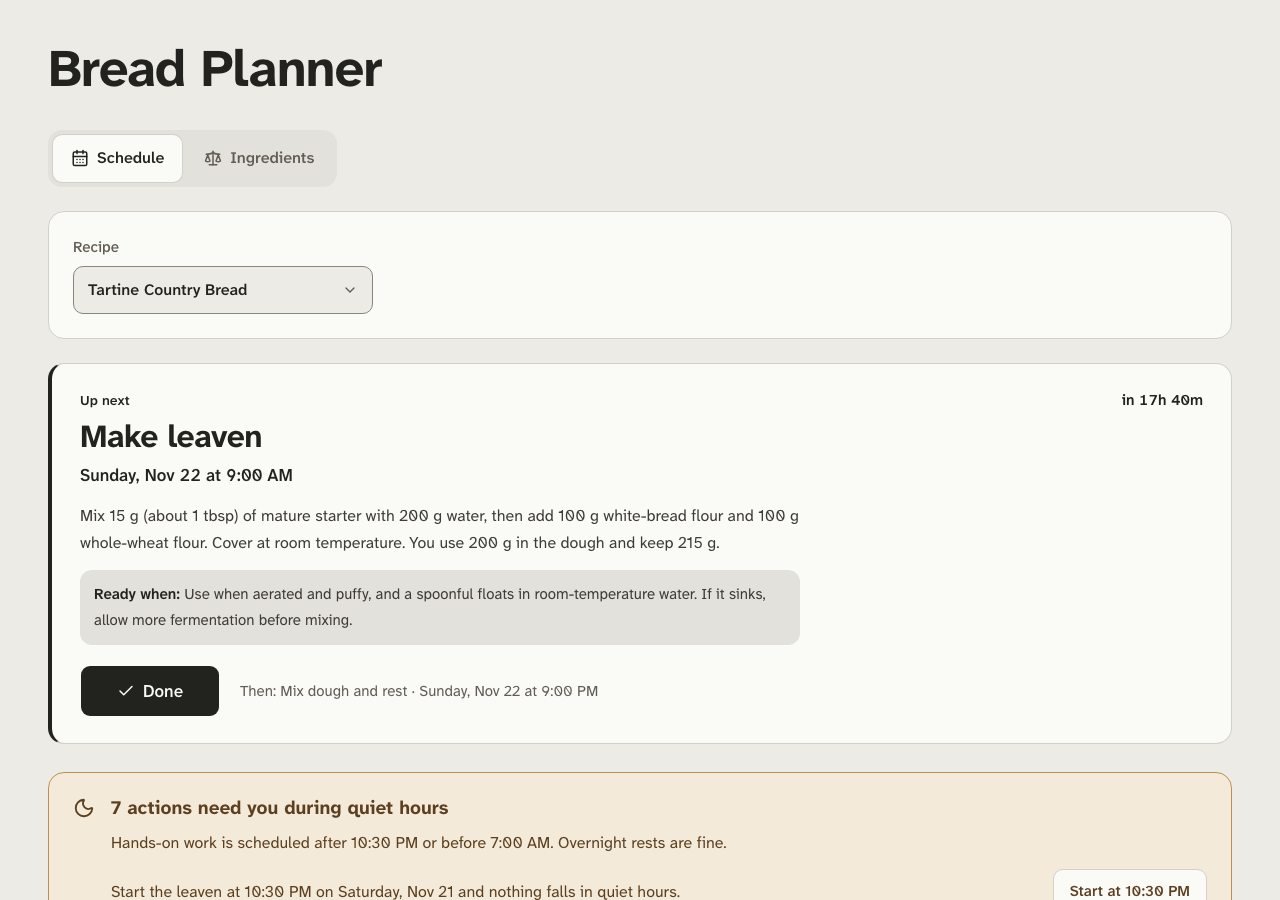 Bread Planner
Schedule
Ingredients
Recipe
Tartine Country Bread
Up next
in 17h 40m
Make leaven
Sunday, Nov 22 at 9:00 AM
Mix 15 g (about 1 tbsp) of mature starter with 200 g water, then add 100 g white-bread flour and 100 g
whole-wheat flour. Cover at room temperature. You use 200 g in the dough and keep 215 g.
Ready when: Use when aerated and puffy, and a spoonful floats in room-temperature water. If it sinks,
allow more fermentation before mixing.
Done
Then: Mix dough and rest · Sunday, Nov 22 at 9:00 PM
7 actions need you during quiet hours
Hands-on work is scheduled after 10:30 PM or before 7:00 AM. Overnight rests are fine.
Start the leaven at 10:30 PM on Saturday, Nov 21 and nothing falls in quiet hours.
Start at 10:30 PM